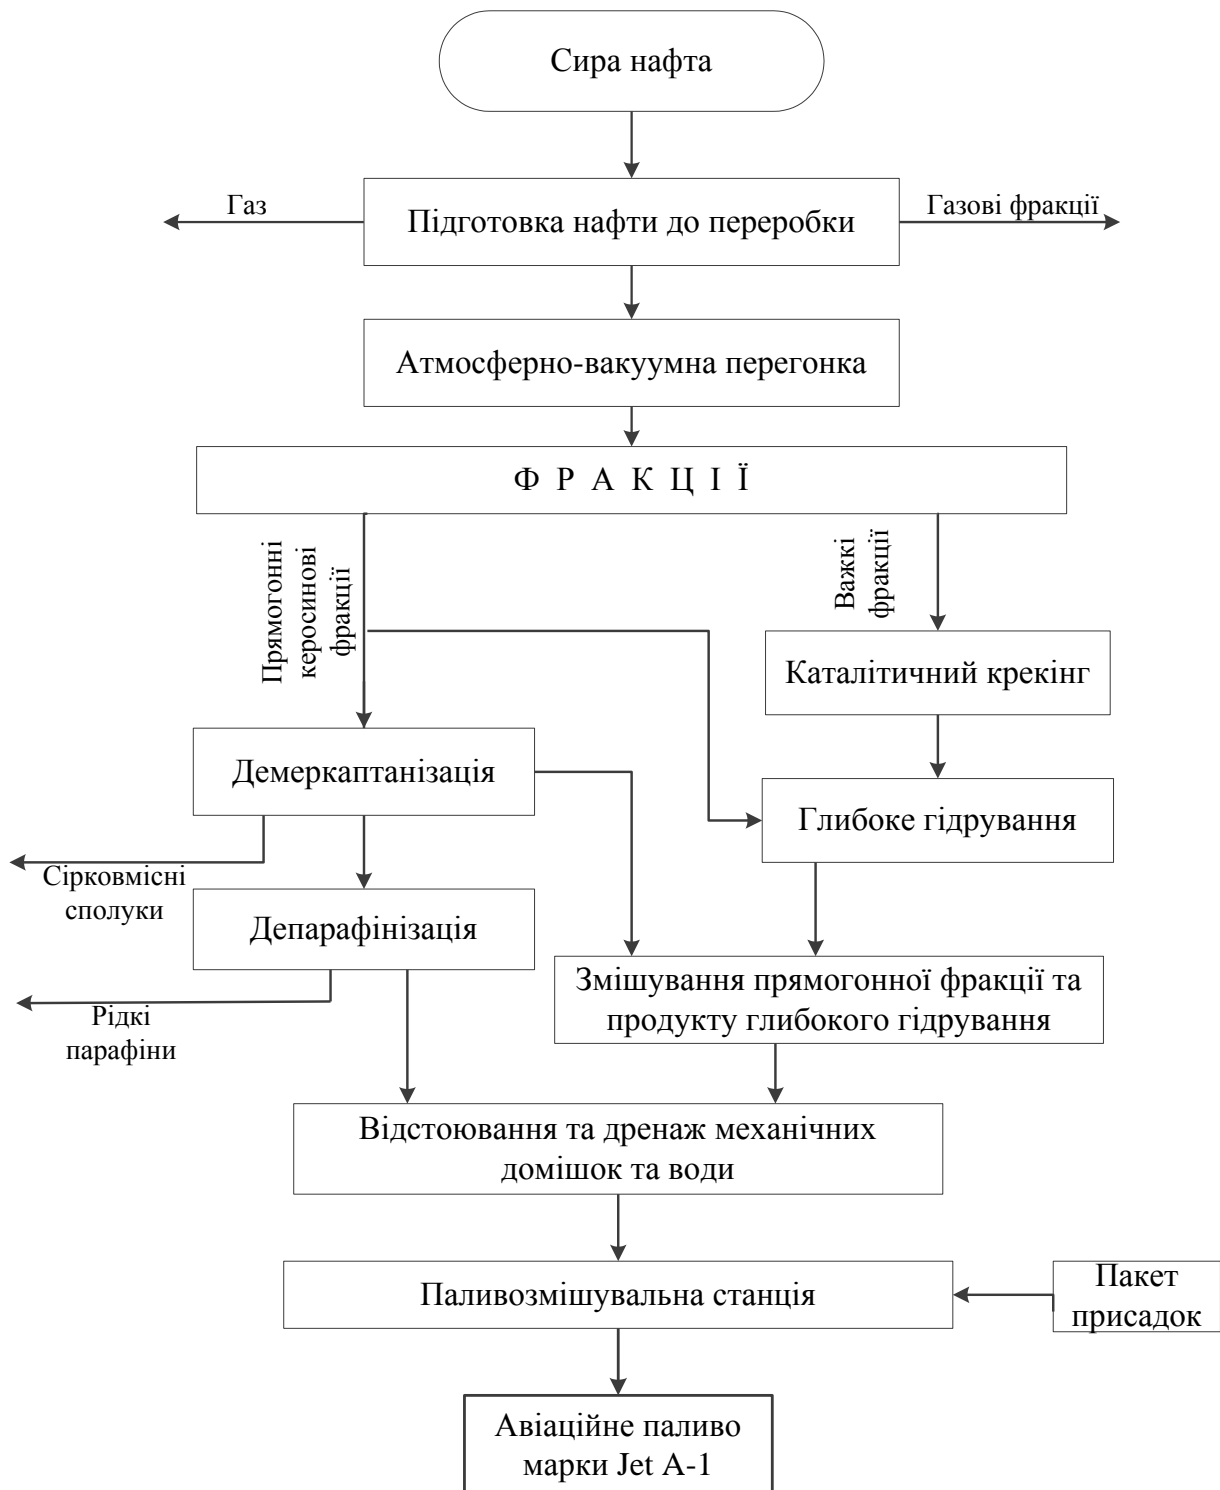 Сира нафта
Газ
Газові фракції
Підготовка нафти до переробки
Атмосферно-вакуумна перегонка
Ф Р А К Ц І Ї
Прямогонні
керосинові
фракції
Важкі
фракції
Каталітичний крекінг
Демеркаптанізація
Глибоке гідрування
Сірковмісні
сполуки
Депарафінізація
Змішування прямогонної фракції та
продукту глибокого гідрування
Рідкі
парафіни
Відстоювання та дренаж механічних
домішок та води
Паливозмішувальна станція
Пакет
присадок
Авіаційне паливо
марки Jet A-1